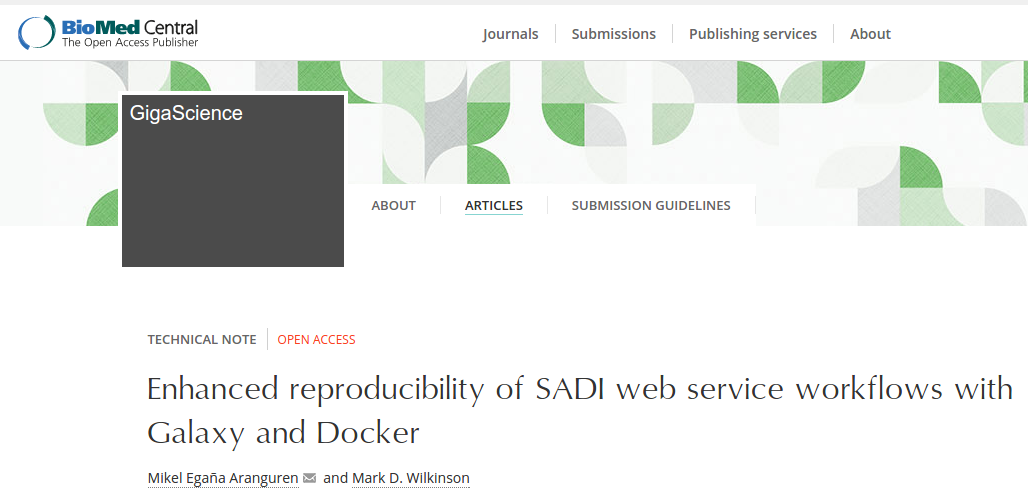 BioMed Central
The Open Access Publisher
Journals
Submissions
Publishing services
About
GigaScience
ABOUT
ARTICLES
SUBMISSION GUIDELINES
TECHNICAL NOTE
OPEN ACCESS
Enhanced reproducibility of SADI web service workflows with
Galaxy and Docker
Mikel Egaña Aranguren and Mark D. Wilkinson